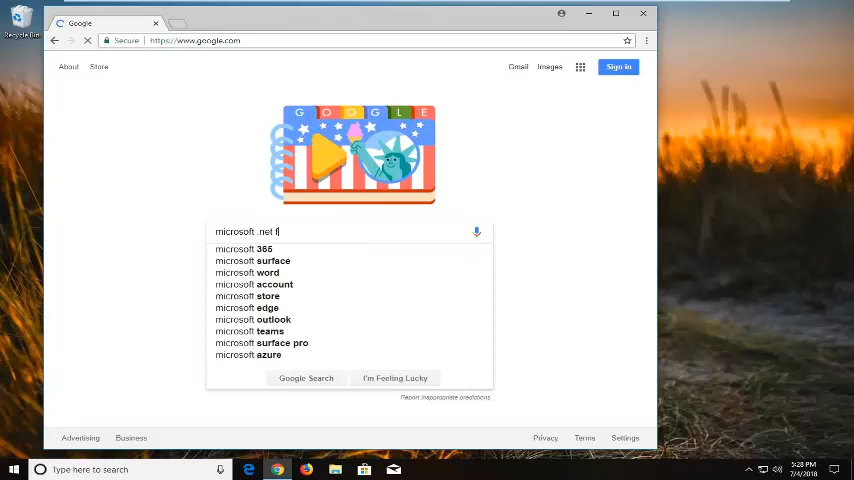 Recycle Bin
Google
Secure
https://www.google.com
About
Store
Gmail
Images
Sign in
GOOGLE
microsoft .net f
microsoft 365
microsoft surface
microsoft word
microsoft account
microsoft store
microsoft edge
microsoft outlook
microsoft teams
microsoft surface pro
microsoft azure
Google Search
I'm Feeling Lucky
Report inappropriate predictions
Advertising
Business
Privacy
Terms
Settings
Type here to search
5:28 PM
7/4/2018